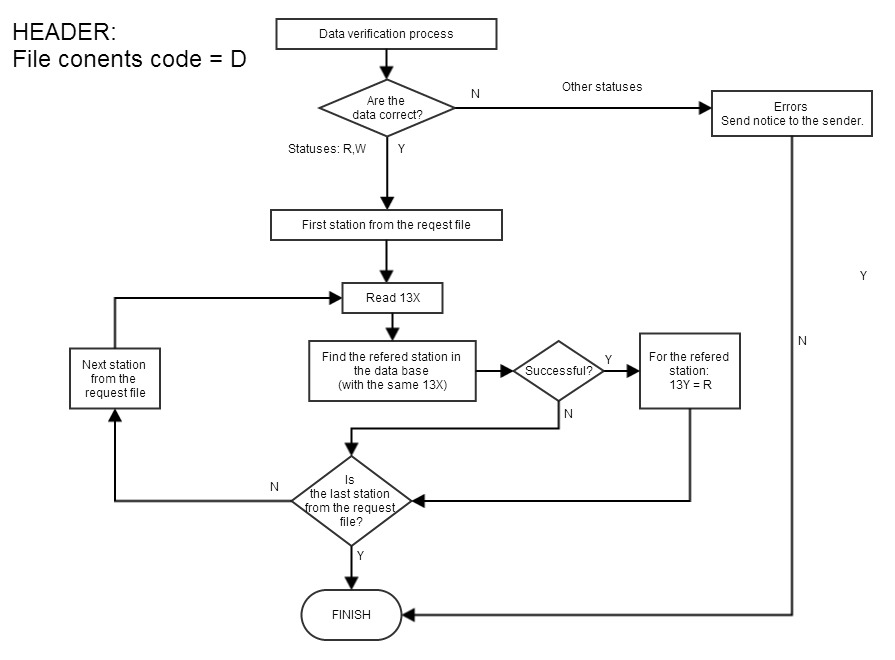 HEADER:
File conents code = D
Data verification process
Are the
data correct?
N
Other statuses
Errors
Send notice to the sender.
Statuses: R,W
Y
First station from the reqest file
Y
Read 13X
N
Next station
from the
request file
Find the refered station in
the data base
(with the same 13X)
Successful?
Y
For the refered
station:
13Y = R
N
Is
the last station
from the request
file?
N
Y
FINISH